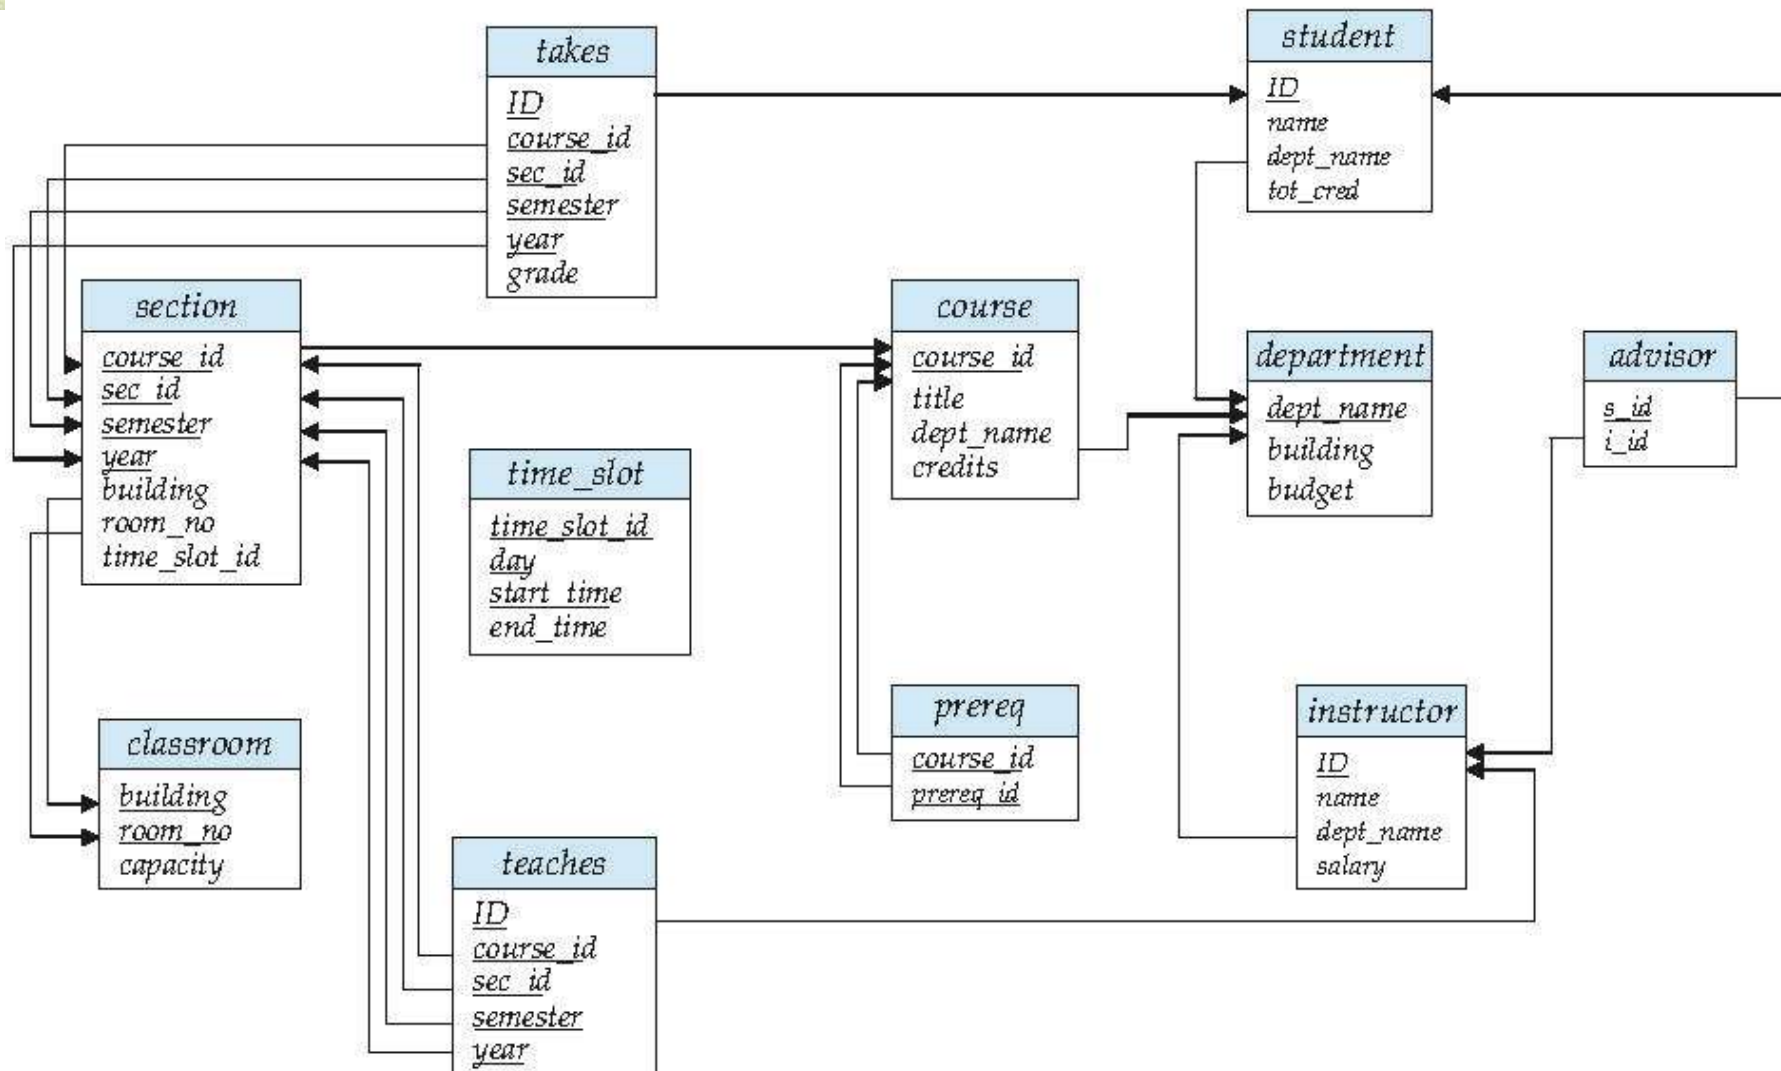 takes
ID
course_id
sec_id
semester
year
grade
student
ID
name
dept_name
tot_cred
section
course_id
sec_id
semester
year
building
room_no
time_slot_id
course
course_id
title
dept_name
credits
department
dept_name
building
budget
advisor
s_id
i_id
time_slot
time_slot_id
day
start_time
end_time
prereq
course_id
prereq_id
instructor
ID
name
dept_name
salary
classroom
building
room_no
capacity
teaches
ID
course_id
sec_id
semester
year